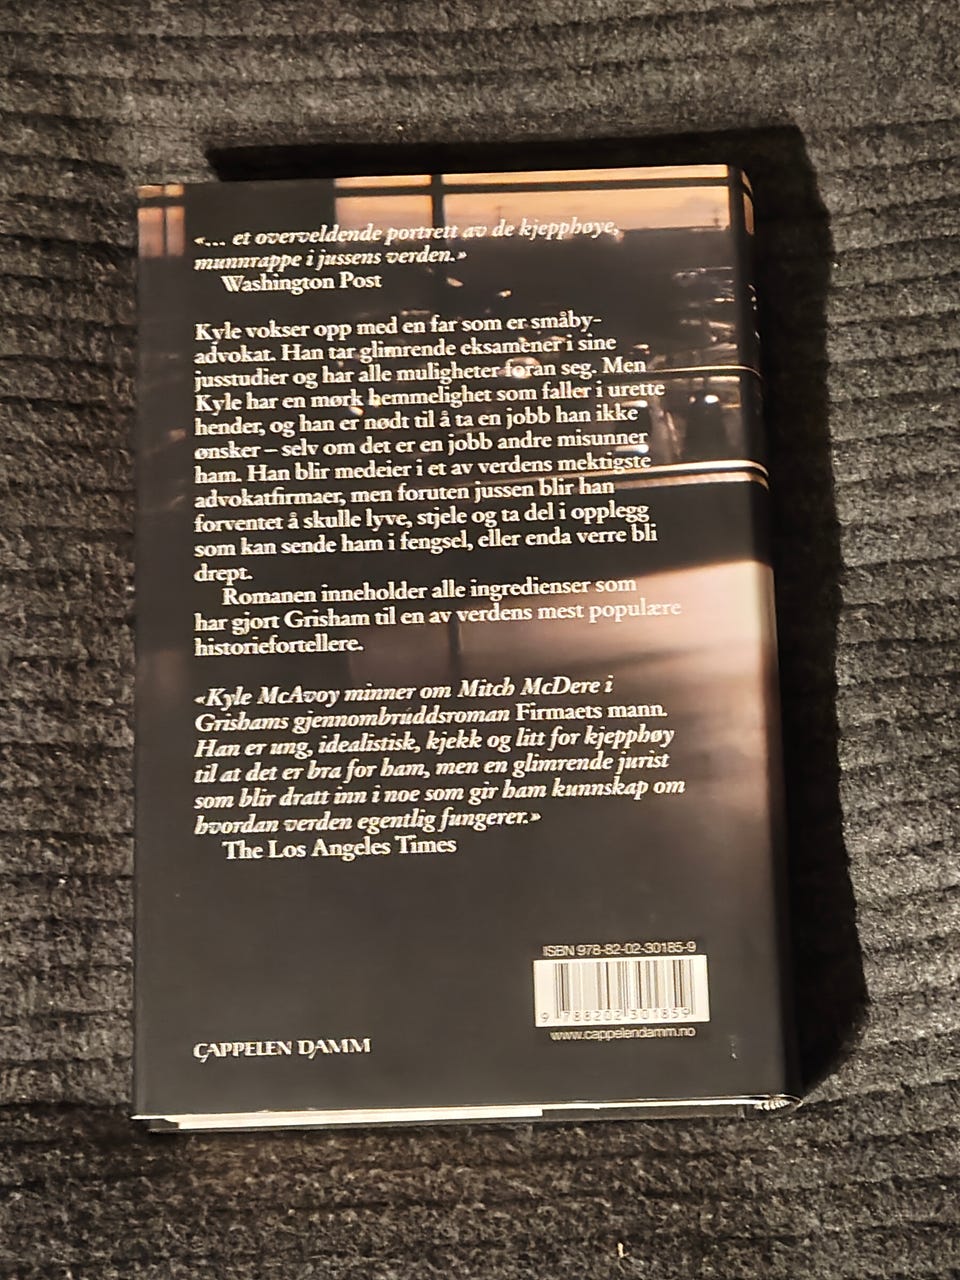 «... et overveldende portrett av de kjepphøye,
munnrappe i jussens verden.»
Washington Post
Kyle vokser opp med en far som er småby-
advokat. Han tar glimrende eksamener i sine
jusstudier og har alle muligheter foran seg. Men
Kyle har en mørk hemmelighet som faller i urette
hender, og han er nødt til å ta en jobb han ikke
ønsker – selv om det er en jobb andre misunner
ham. Han blir medeier i et av verdens mektigste
advokatfirmaer, men foruten jussen blir han
forventet å skulle lyve, stjele og ta del i opplegg
som kan sende ham i fengsel, eller enda verre bli
drept.
Romanen inneholder alle ingredienser som
har gjort Grisham til en av verdens mest populære
historiefortellere.
«Kyle McAvoy minner om Mitch McDere i
Grishams gjennombruddsroman Firmaets mann.
Han er ung, idealistisk, kjekk og litt for kjepphøy
til at det er bra for ham, men en glimrende jurist
som blir dratt inn i noe som gir ham kunnskap om
hvordan verden egentlig fungerer.»
The Los Angeles Times
ISBN 978-82-02-30185-9
9 788202 301859
www.cappelendamm.no
CAPPELEN DAMM